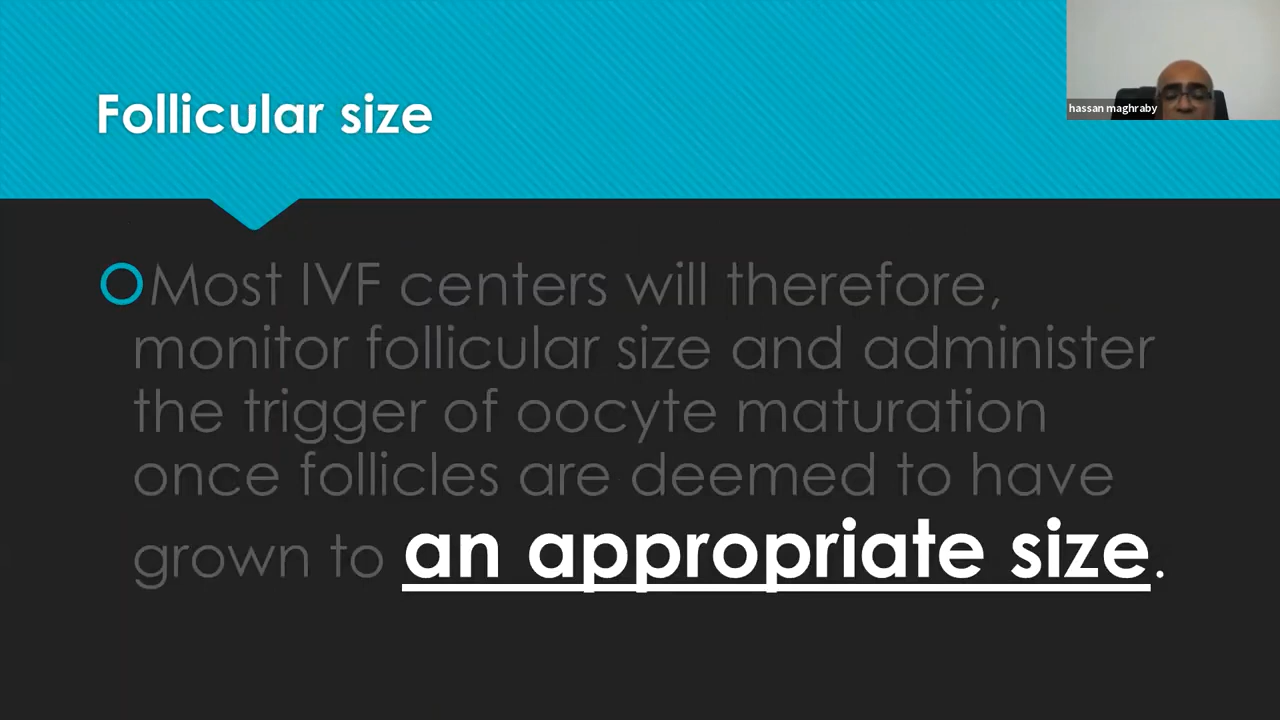 Follicular size
hassan maghraby
Most IVF centers will therefore,
monitor follicular size and administer
the trigger of oocyte maturation
once follicles are deemed to have
grown to an appropriate size.